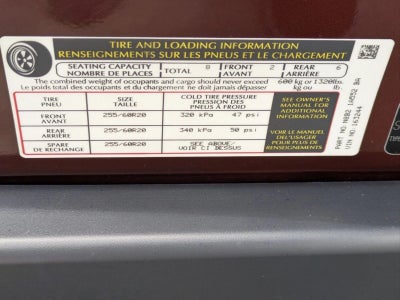 TIRE AND LOADING INFORMATION
RENSEIGNEMENTS SUR LES PNEUS ET LE CHARGEMENT
SEATING CAPACITY
NOMBRE DE PLACES
TOTAL 8
FRONT
AVANT 2
REAR
ARRIÈRE 6
The combined weight of occupants and cargo should never exceed 600 kg or 1320lbs.
Le poids total des occupants et du chargement ne doit jamais dépasser kg ou lb.
TIRE
PNEU
SIZE
TAILLE
COLD TIRE PRESSURE
PRESSION DES
PNEUS À FROID
FRONT
AVANT
255/60R20
320 kPa 47 psi
REAR
ARRIÈRE
255/60R20
340 kPa 50 psi
SPARE
DE RECHANGE
255/60R20
SEE ABOVE/
VOIR CI DESSUS
SEE OWNER'S
MANUAL FOR
ADDITIONAL
INFORMATION
VOIR LE MANUEL
DE L'USAGER
POUR PLUS DE
RENSEIGNEMENTS
VIN NO:163244